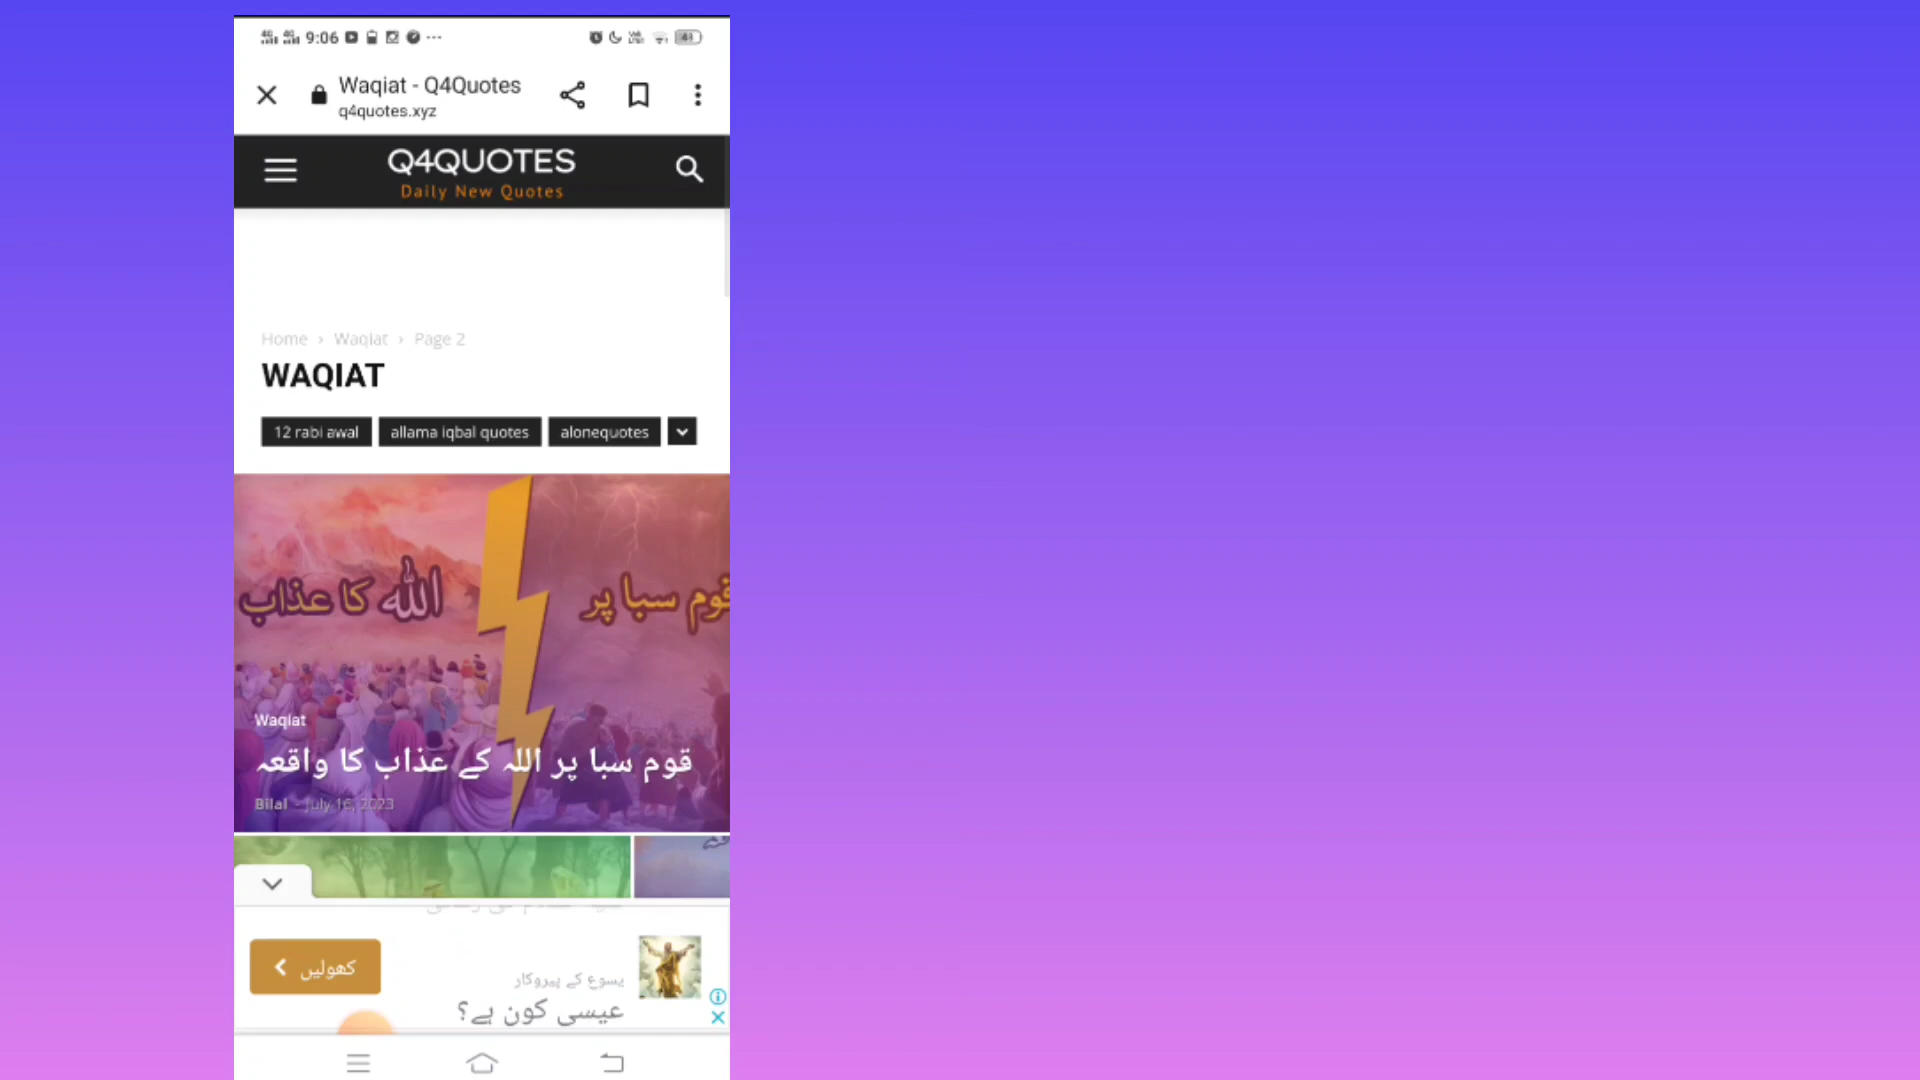 9:06
48
Waqiat - Q4Quotes
q4quotes.xyz
Q4QUOTES
Daily New Quotes
Home › Waqiat › Page 2
WAQIAT
12 rabi awal
allama iqbal quotes
alonequotes
قوم سبا پر
اللہ کا عذاب
Waqiat
قوم سبا پر اللہ کے عذاب کا واقعہ
Bilal - July 16, 2023
یسوع کے پیروکار
عیسی کون ہے؟
کھولیں